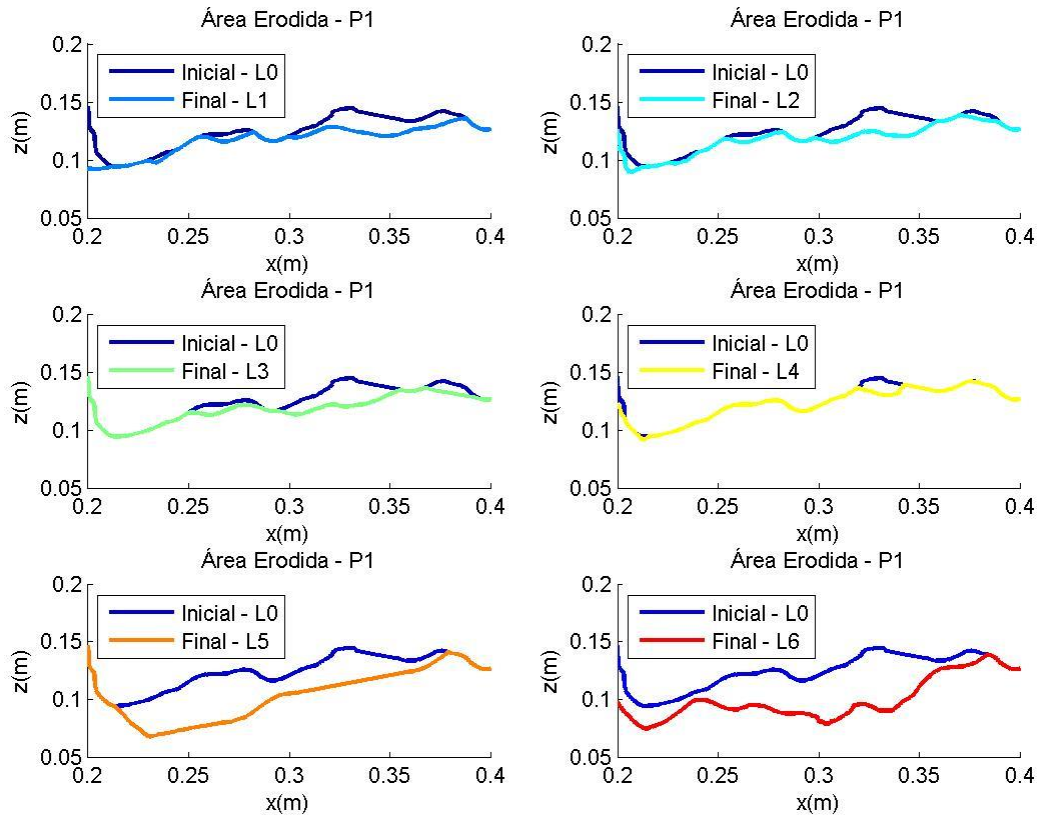 Área Erodida - P1
z(m)
0.2
0.15
0.1
0.05
Inicial - L0
Final - L1
0.2
0.25
0.3
0.35
0.4
x(m)
Área Erodida - P1
z(m)
0.2
0.15
0.1
0.05
Inicial - L0
Final - L2
0.2
0.25
0.3
0.35
0.4
x(m)
Área Erodida - P1
z(m)
0.2
0.15
0.1
0.05
Inicial - L0
Final - L3
0.2
0.25
0.3
0.35
0.4
x(m)
Área Erodida - P1
z(m)
0.2
0.15
0.1
0.05
Inicial - L0
Final - L4
0.2
0.25
0.3
0.35
0.4
x(m)
Área Erodida - P1
z(m)
0.2
0.15
0.1
0.05
Inicial - L0
Final - L5
0.2
0.25
0.3
0.35
0.4
x(m)
Área Erodida - P1
z(m)
0.2
0.15
0.1
0.05
Inicial - L0
Final - L6
0.2
0.25
0.3
0.35
0.4
x(m)